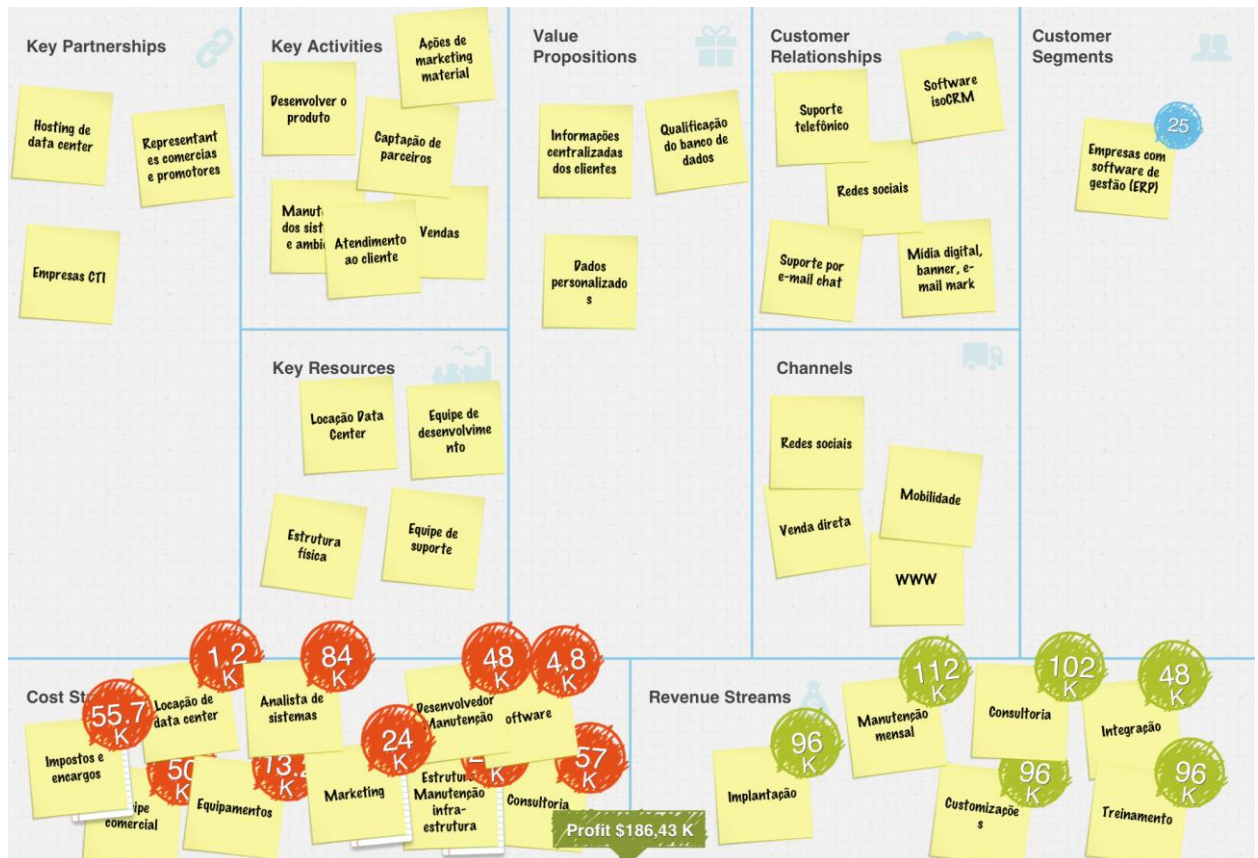 Key Partnerships
Hosting de
data center
Representant
es comercias
e promotores
Empresas CTI
Key Activities
Ações de
marketing
material
Desenvolver o
produto
Captação de
parceiros
dos
e
Atendimento
ao cliente
Vendas
Key Resources
Locação Data
Center
Equipe de
desenvolvime
nto
Estrutura
física
Equipe de
suporte
Value
Propositions
Informações
centralizadas
dos clientes
Qualificação
do banco de
dados
Dados
personalizado
s
Customer
Relationships
Suporte
telefônico
Software
isoCRM
Redes sociais
Suporte por
e-mail chat
Mídia digital,
banner, e-
mail mark
Channels
Redes sociais
Mobilidade
Venda direta
WWW
Customer
Segments
25
Empresas com
software de
gestão (ERP)
Cost
55.7
K
Impostos e
encargos
1.2
K
Locação de
data center
84
K
Analista de
sistemas
48
K
Desenvolvedor
Manutenção
4.8
K
50
K
comercial
K
Equipamentos
24
K
Marketing
K
Manutenção
infra-
estrutura
57
K
Consultoria
Profit $186,43 K
Revenue Streams
96
K
Implantação
112
K
Manutenção
mensal
102
K
Consultoria
48
K
Integração
96
K
Customizaçõe
s
96
K
Treinamento